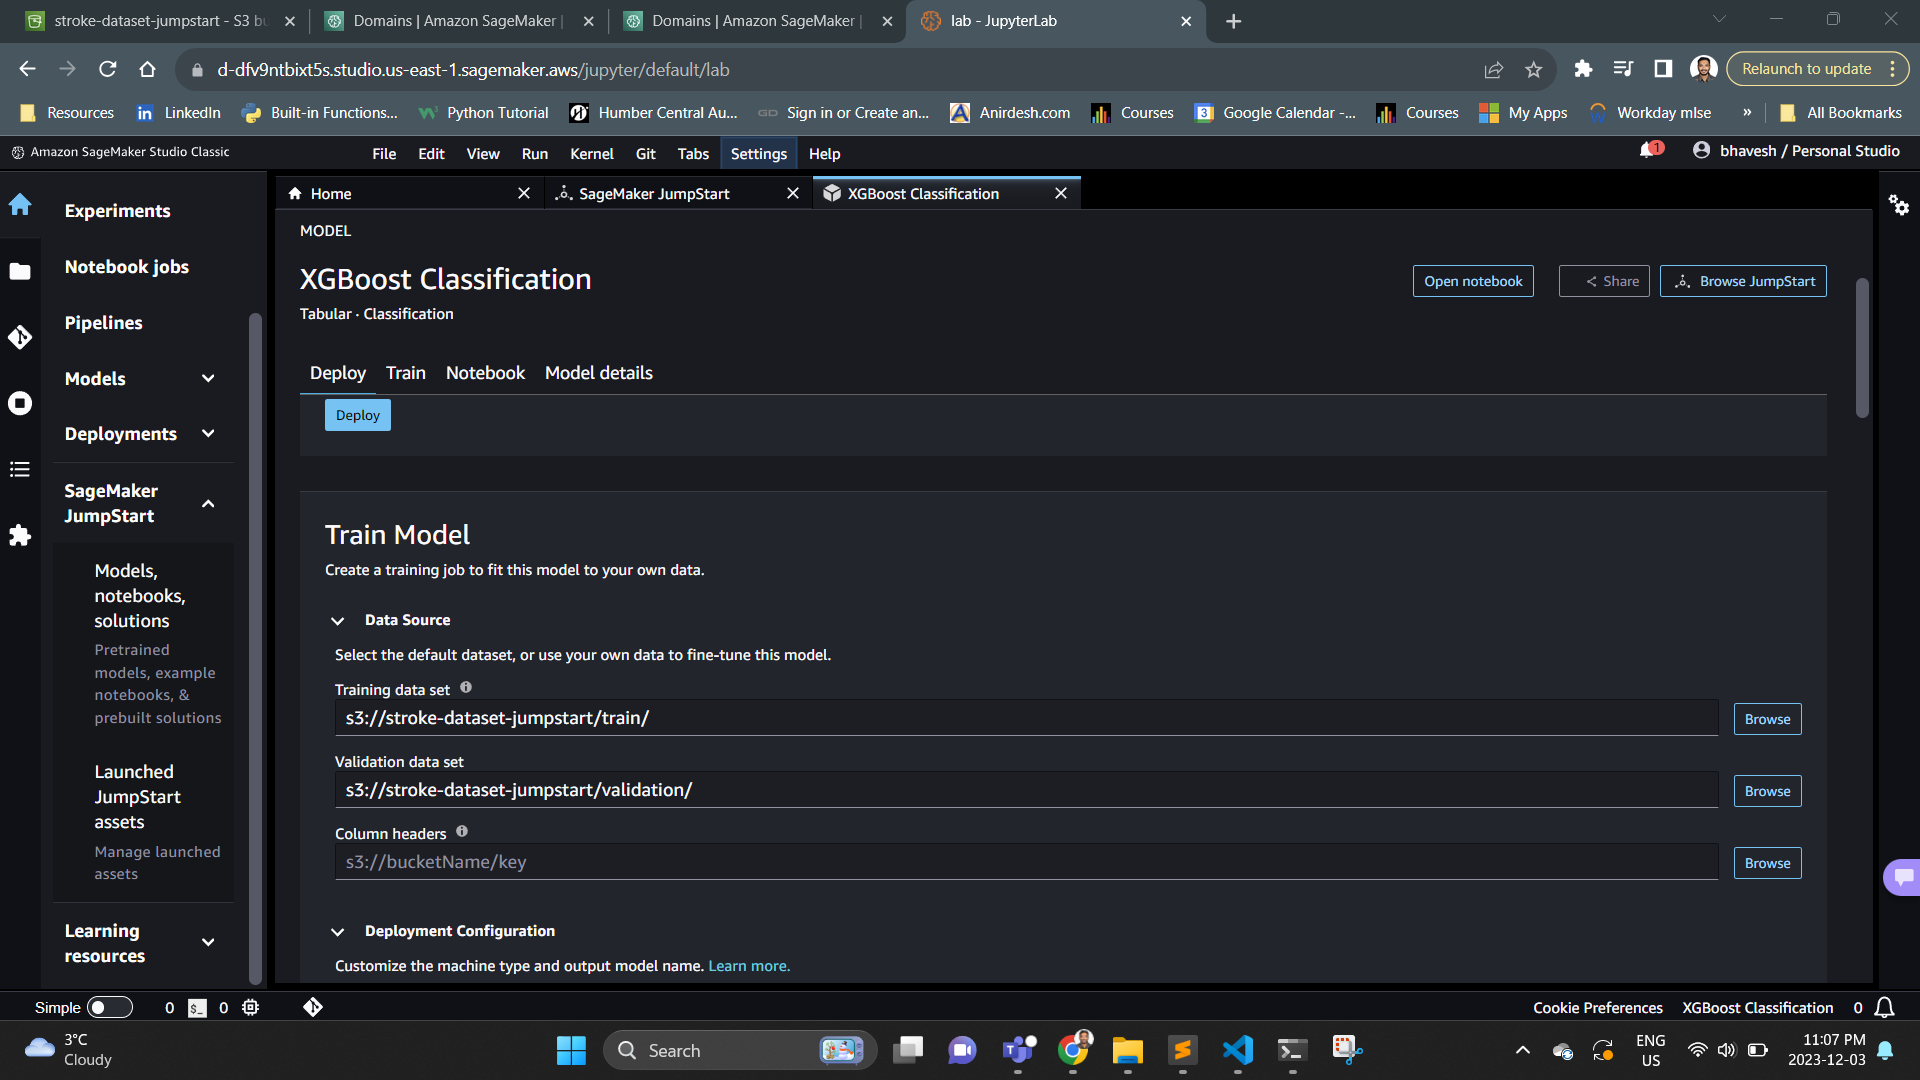 stroke-dataset-jumpstart - S3 bu
Domains | Amazon SageMaker |
Domains | Amazon SageMaker |
lab - JupyterLab
d-dfv9ntbixt5s.studio.us-east-1.sagemaker.aws/jupyter/default/lab
Relaunch to update
Resources
LinkedIn
Built-in Functions...
Python Tutorial
Humber Central Au...
Sign in or Create an...
Anirdesh.com
Courses
Google Calendar -...
Courses
My Apps
Workday mlse
»
All Bookmarks
Amazon SageMaker Studio Classic
File Edit View Run Kernel Git Tabs Settings Help
1
bhavesh / Personal Studio
Experiments
Notebook jobs
Pipelines
Models
Deployments
SageMaker
JumpStart
Models,
notebooks,
solutions
Pretrained
models, example
notebooks, &
prebuilt solutions
Launched
JumpStart
assets
Manage launched
assets
Learning
resources
Home
SageMaker JumpStart
XGBoost Classification
MODEL
XGBoost Classification
Tabular · Classification
Open notebook
Share
Browse JumpStart
Deploy Train Notebook Model details
Deploy
Train Model
Create a training job to fit this model to your own data.
Data Source
Select the default dataset, or use your own data to fine-tune this model.
Training data set
s3://stroke-dataset-jumpstart/train/
Browse
Validation data set
s3://stroke-dataset-jumpstart/validation/
Browse
Column headers
s3://bucketName/key
Browse
Deployment Configuration
Customize the machine type and output model name. Learn more.
Simple
0
$_
0
Cookie Preferences
XGBoost Classification
0
3°C
Cloudy
Search
ENG
US
11:07 PM
2023-12-03